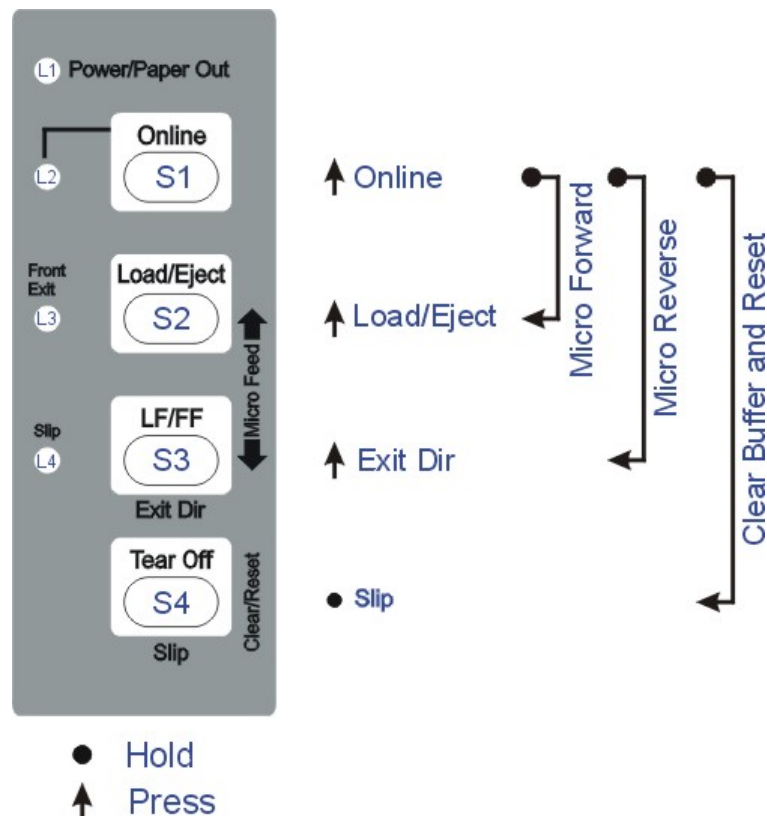 L1 Power/Paper Out
Online
L2 S1
Online
Front
Exit
Load/Eject
L3 S2
Load/Eject
Micro Feed
Slip
LF/FF
L4 S3
Exit Dir
Exit Dir
Tear Off
S4
Slip
Slip
Clear/Reset
Micro Forward
Micro Reverse
Clear Buffer and Reset
Hold
Press